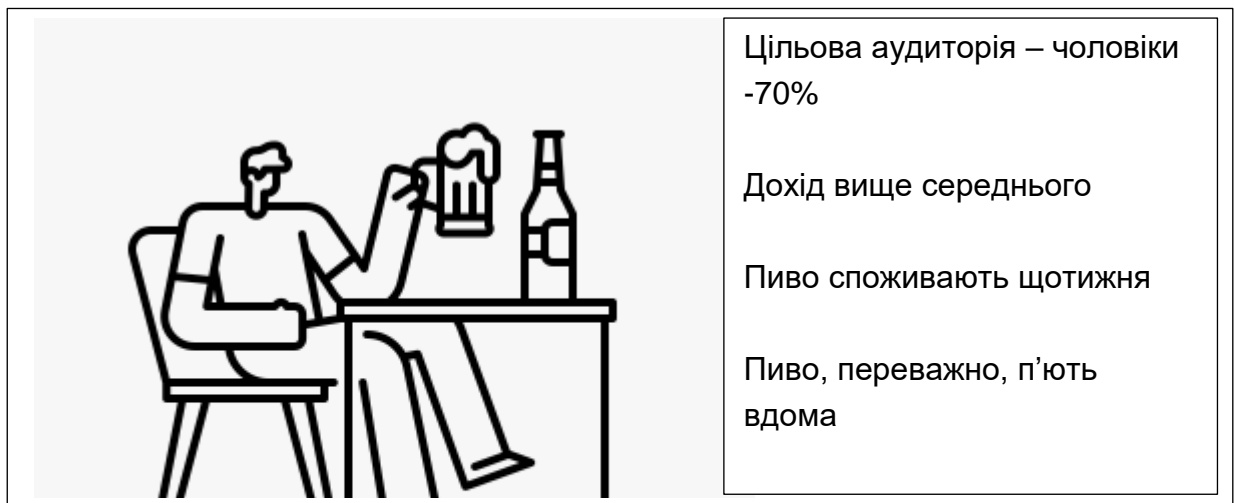 Цільова аудиторія – чоловіки
-70%
Дохід вище середнього
Пиво споживають щотижня
Пиво, переважно, п’ють
вдома